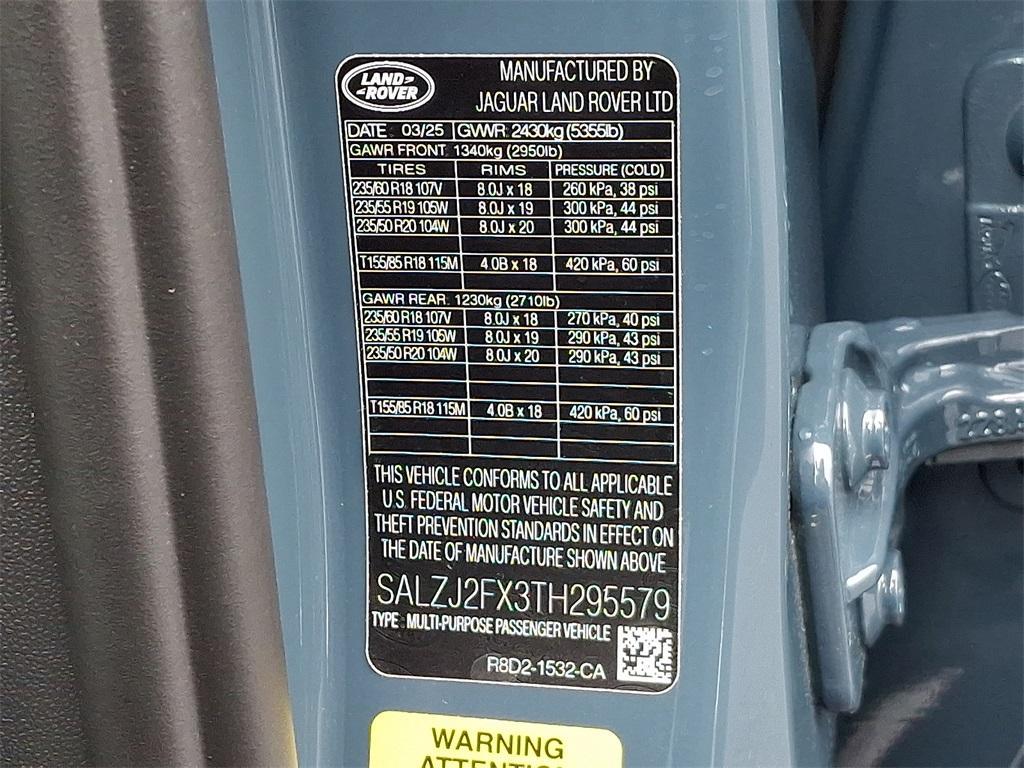 LAND-
-ROVER
MANUFACTURED BY
JAGUAR LAND ROVER LTD
DATE 03/25 GVWR 2430kg (5355lb)
GAWR FRONT 1340kg (2950lb)
TIRES RIMS PRESSURE (COLD)
235/60 R18 107V 8.0J x 18 260 kPa, 38 psi
235/55 R19 105W 8.0J x 19 300 kPa, 44 psi
235/50 R20 104W 8.0J x 20 300 kPa, 44 psi
T155/85 R18 115M 4.0B x 18 420 kPa, 60 psi
GAWR REAR 1230kg (2710lb)
235/60 R18 107V 8.0J x 18 270 kPa, 40 psi
235/55 R19 105W 8.0J x 19 290 kPa, 43 psi
235/50 R20 104W 8.0J x 20 290 kPa, 43 psi
T155/85 R18 115M 4.0B x 18 420 kPa, 60 psi
THIS VEHICLE CONFORMS TO ALL APPLICABLE
U.S. FEDERAL MOTOR VEHICLE SAFETY AND
THEFT PREVENTION STANDARDS IN EFFECT ON
THE DATE OF MANUFACTURE SHOWN ABOVE
SALZJ2FX3TH295579
TYPE : MULTI-PURPOSE PASSENGER VEHICLE
R8D2-1532-CA
WARNING
ATTENTION